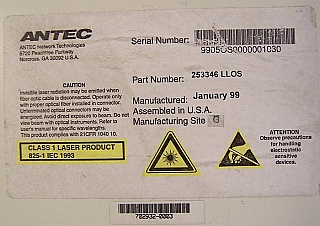 ANTEC
ANTEC Network Technologies
5720 Peachtree Parkway
Norcross, GA 30092 U.S.A.
Serial Number:
9905GS0000001030
Part Number: 253346 LLOS
Manufactured: January 99
Assembled in U.S.A.
Manufacturing Site
CAUTION
Invisible laser radiation may be emitted when
fiber-optic cable is disconnected. Operate only
with proper optical fiber installed in connector.
Unterminated optical connectors may be
energized. Avoid direct exposure to beam. Do not
view beam with optical instruments. Refer to
user's manual for specific wavelengths.
This product complies with 21CFR 1040 10.
CLASS 1 LASER PRODUCT
825-1 IEC 1993
ATTENTION
Observe precautions
for handling
electrostatic
sensitive
devices.
702932-0003